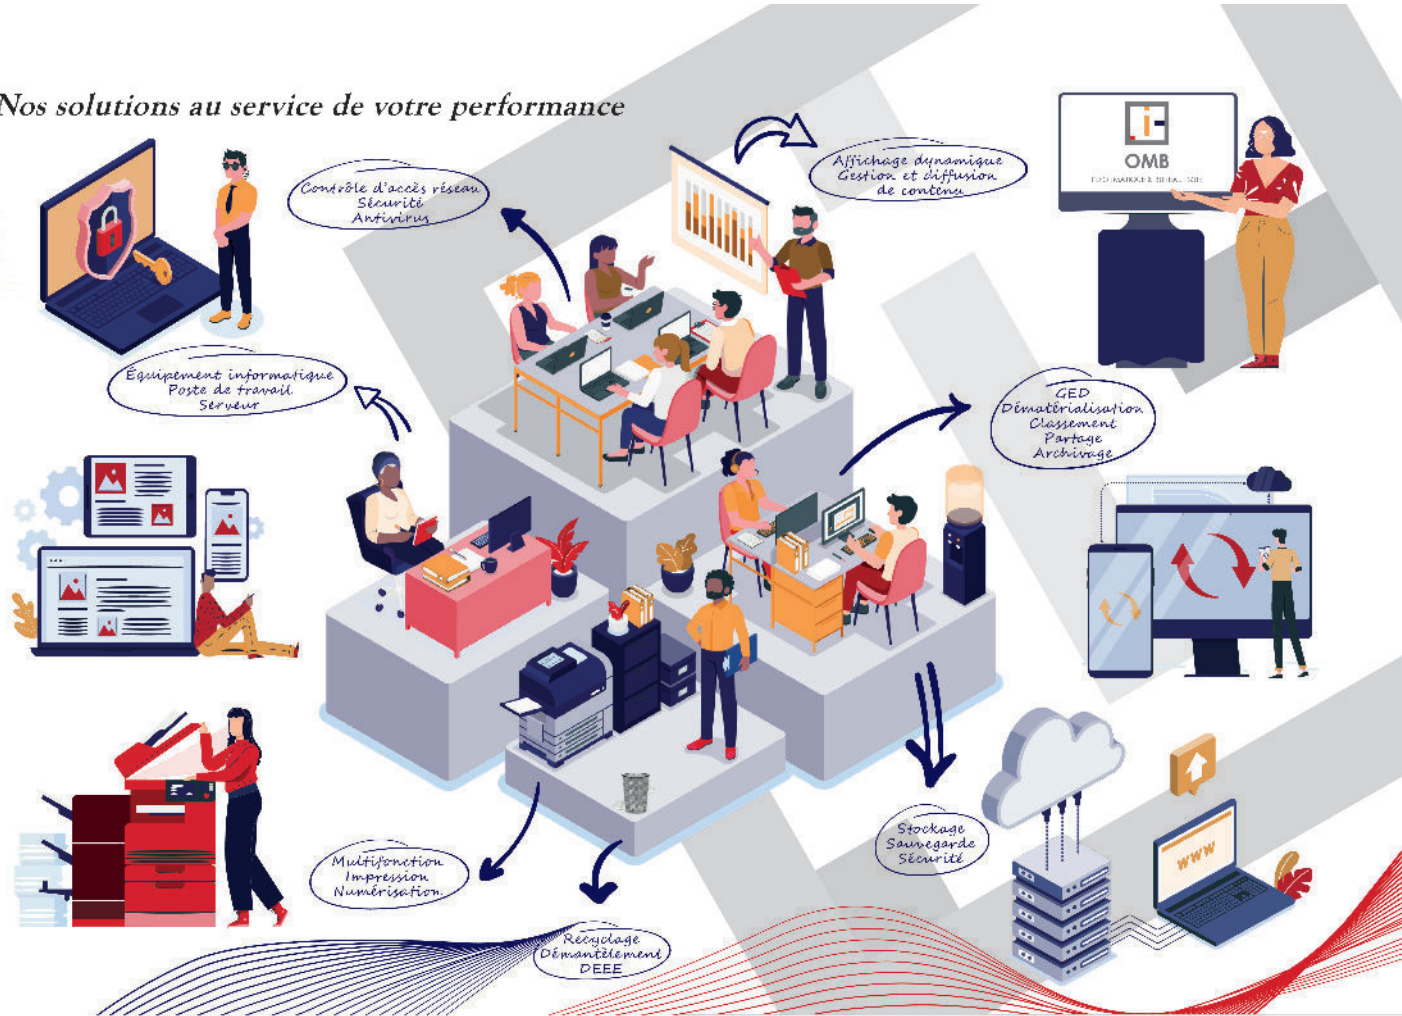 Nos solutions au service de votre performance
Contrôle d'accès réseau
Sécurité
Antivirus
Affichage dynamique
Gestion et diffusion
de contenu
OMB
Équipement informatique
Poste de travail
Serveur
GED
Dématérialisation
Classement
Partage
Archivage
Stockage
Sauvegarde
Sécurité
www
Multifonction
Impression
Numérisation
Recyclage
Démantèlement
DEEE